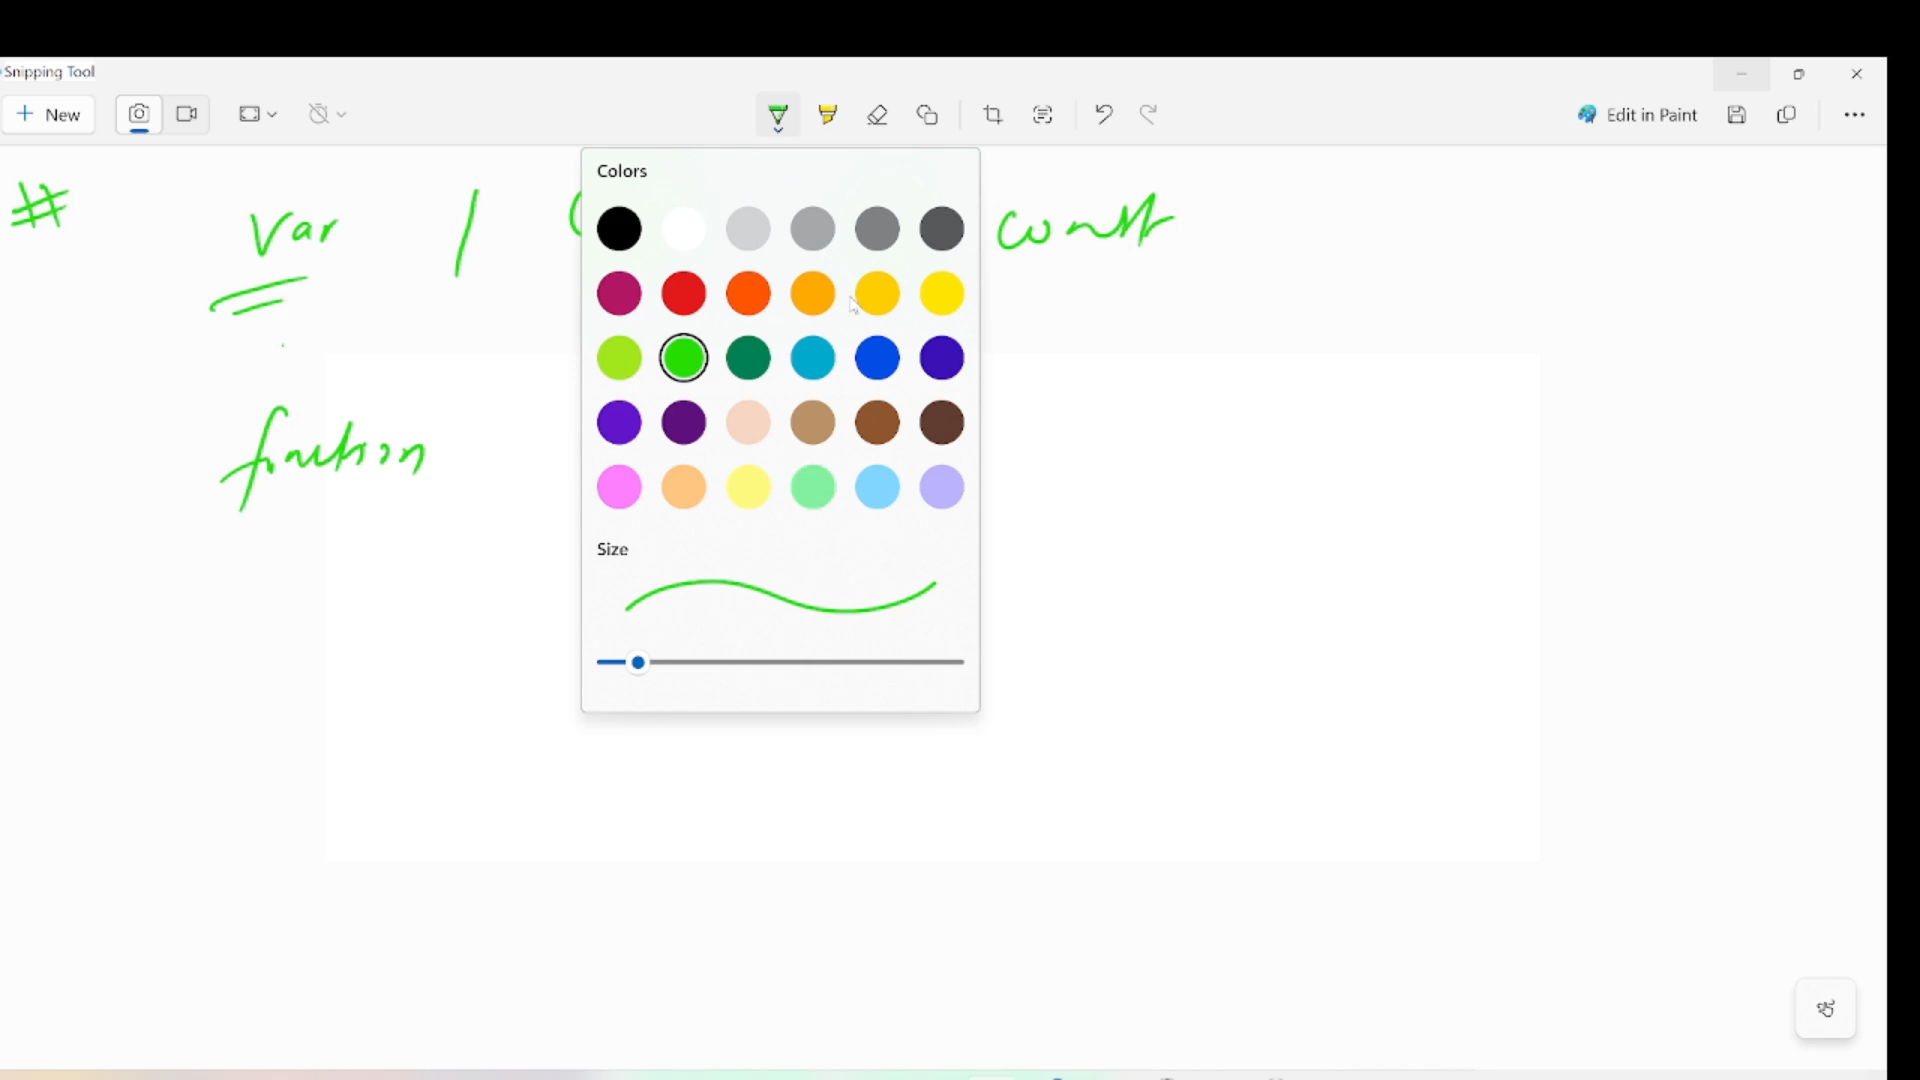 Snipping Tool
New
Edit in Paint
Colors
# var / const
function
Size